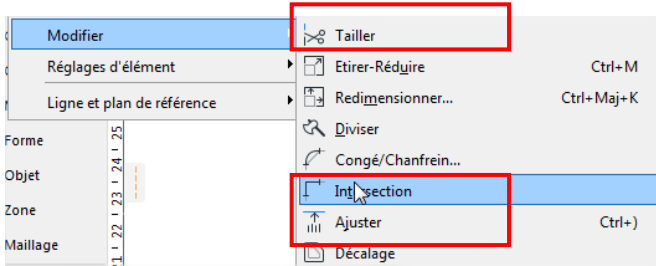 Modifier
Réglages d'élément
Ligne et plan de référence
Tailler
Etirer-Réduire Ctrl+M
Redimensionner... Ctrl+Maj+K
Diviser
Congé/Chanfrein...
Intersection
Ajuster Ctrl+)
Décalage
Forme
Objet
Zone
Maillage
25
24
23
22